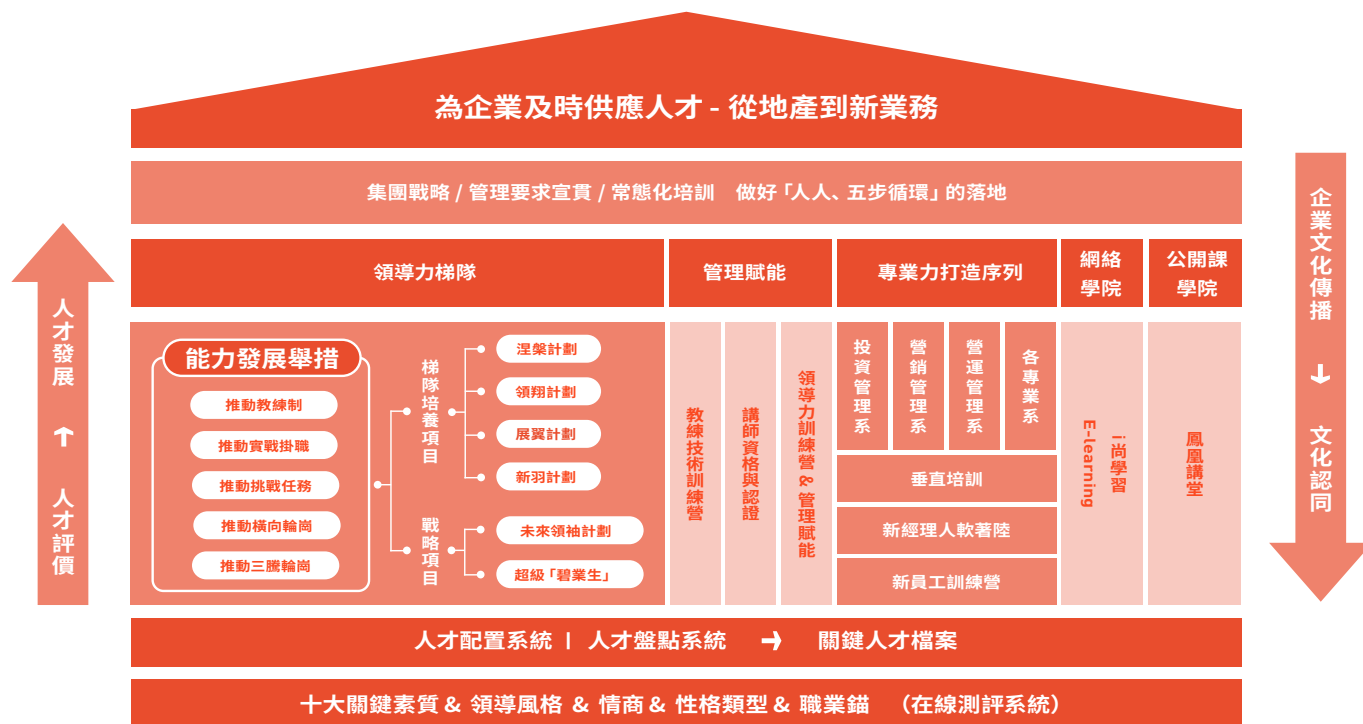 為企業及時供應人才 - 從地產到新業務
集團戰略 / 管理要求宣貫 / 常態化培訓 做好「人人、五步循環」的落地
人才發展 ↑ 人才評價
領導力梯隊
管理賦能
專業力打造序列
網絡
學院
公開課
學院
能力發展舉措
推動教練制
推動實戰掛職
推動挑戰任務
推動橫向輪崗
推動三騰輪崗
梯隊培養項目
涅槃計劃
領翔計劃
展翼計劃
新羽計劃
戰略項目
未來領袖計劃
超級「碧業生」
教練技術訓練營
講師資格與認證
領導力訓練營 & 管理賦能
投資管理系
營銷管理系
營運管理系
各專業系
垂直培訓
新經理人軟著陸
新員工訓練營
i 尚學習
E-learning
鳳凰講堂
企業文化傳播 ↓ 文化認同
人才配置系統 | 人才盤點系統 → 關鍵人才檔案
十大關鍵素質 & 領導風格 & 情商 & 性格類型 & 職業錨 （在線測評系統）